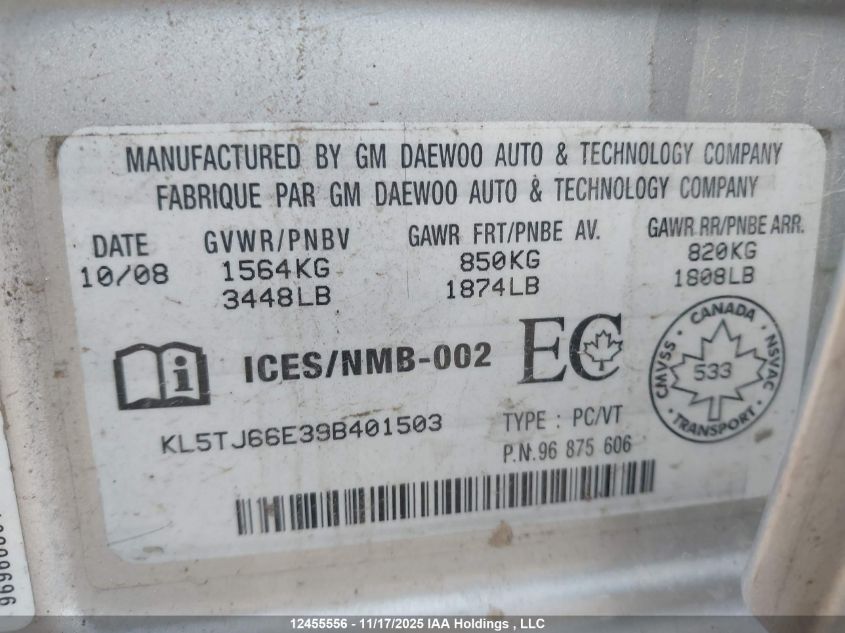 MANUFACTURED BY GM DAEWOO AUTO & TECHNOLOGY COMPANY
FABRIQUE PAR GM DAEWOO AUTO & TECHNOLOGY COMPANY
DATE GVWR/PNBV GAWR FRT/PNBE AV. GAWR RR/PNBE ARR.
10/08 1564KG 850KG 820KG
3448LB 1874LB 1808LB
i ICES/NMB-002 EC
CANADA CMVSS NSVAC 533 TRANSPORT
KL5TJ66E39B401503 TYPE : PC/VT
P.N.96 875 606
12455556 - 11/17/2025 IAA Holdings , LLC